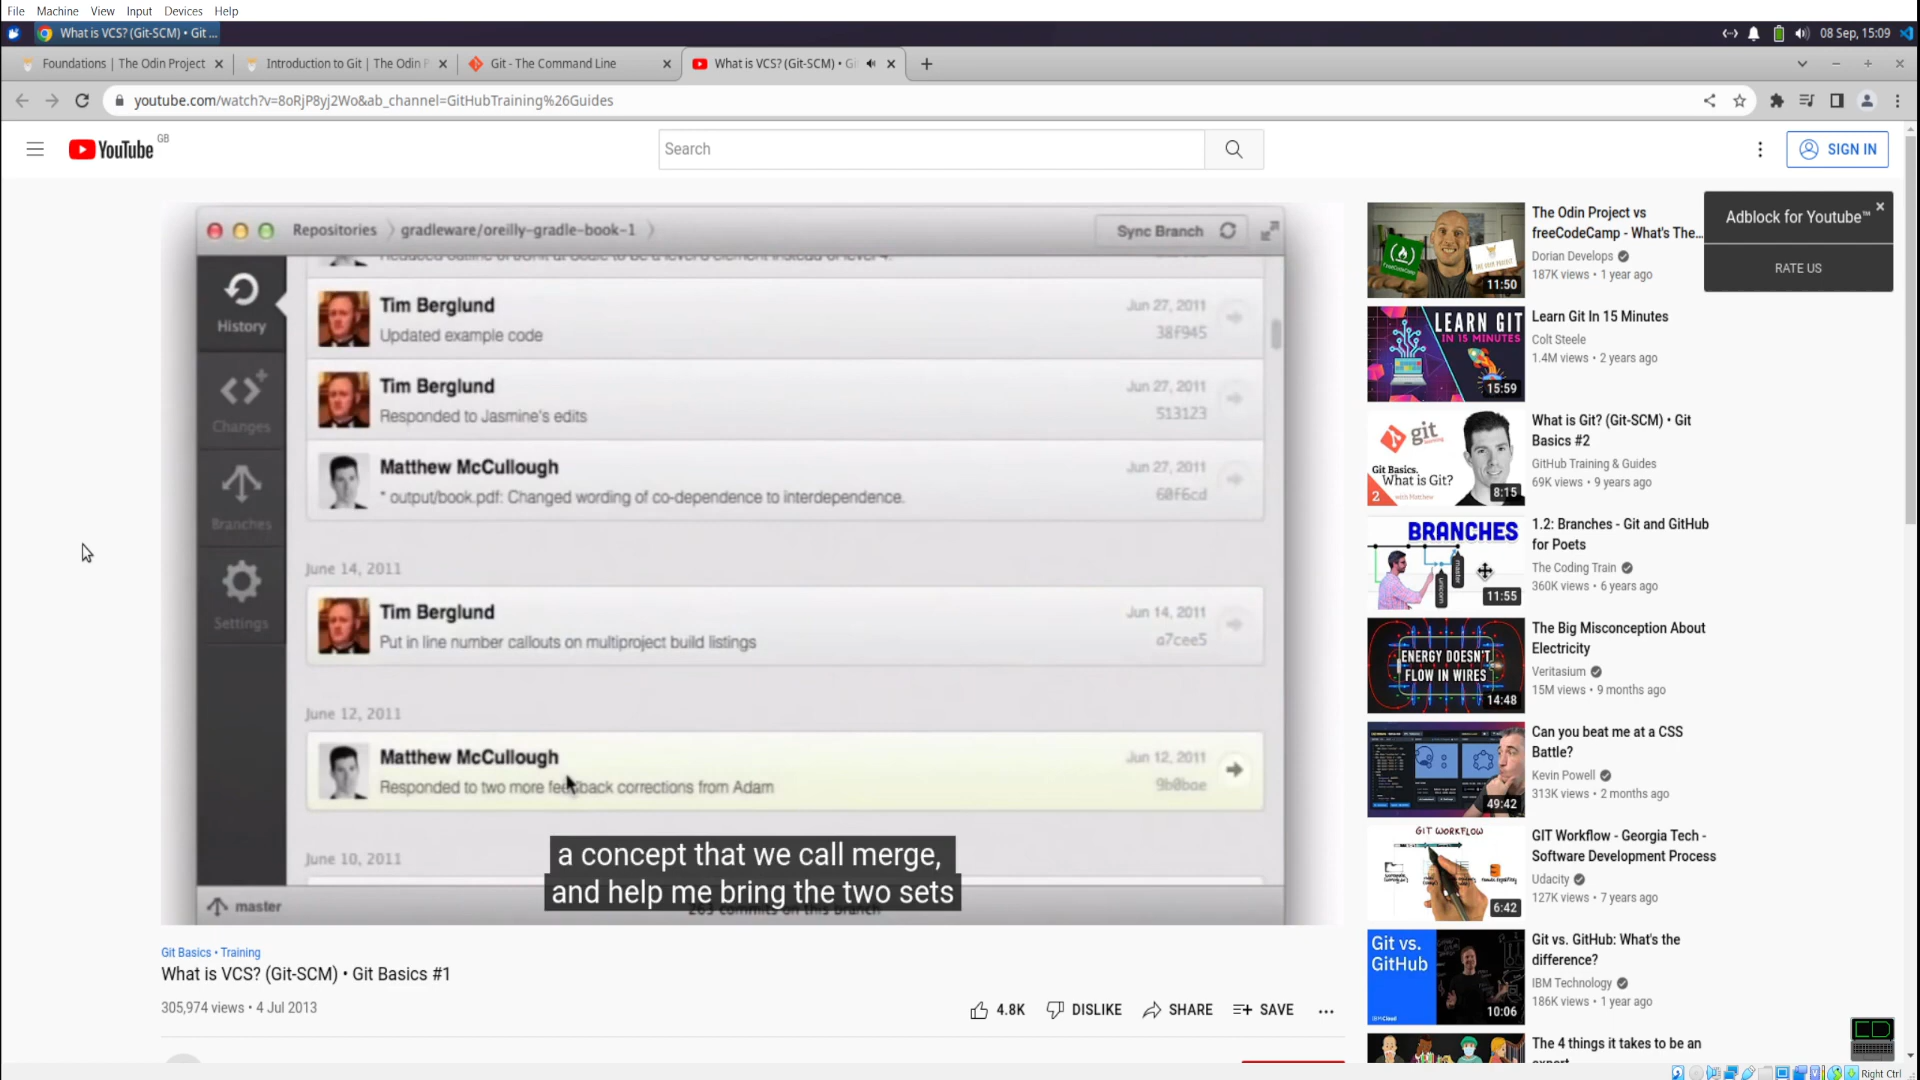 File Machine View Input Devices Help
What is VCS? (Git-SCM) • Git ...
08 Sep, 15:09
Foundations | The Odin Project
Introduction to Git | The Odin P
Git - The Command Line
What is VCS? (Git-SCM) • Gi
youtube.com/watch?v=8oRjP8yj2Wo&ab_channel=GitHubTraining%26Guides
YouTube GB
Search
SIGN IN
Repositories gradleware/oreilly-gradle-book-1
Sync Branch
History
Changes
Branches
Settings
Tim Berglund
Jun 27, 2011
Updated example code
38f945
Tim Berglund
Jun 27, 2011
Responded to Jasmine's edits
513123
Matthew McCullough
Jun 27, 2011
* output/book.pdf: Changed wording of co-dependence to interdependence.
60f6cd
June 14, 2011
Tim Berglund
Jun 14, 2011
Put in line number callouts on multiproject build listings
a7cee5
June 12, 2011
Matthew McCullough
Jun 12, 2011
Responded to two more feedback corrections from Adam
9b0bae
June 10, 2011
a concept that we call merge,
and help me bring the two sets
master
263 commits on this branch
Git Basics • Training
What is VCS? (Git-SCM) • Git Basics #1
305,974 views • 4 Jul 2013
4.8K DISLIKE SHARE SAVE
The Odin Project vs
freeCodeCamp - What's The...
Dorian Develops
187K views • 1 year ago
11:50
Adblock for Youtube™
RATE US
LEARN GIT
IN 15 MINUTES
15:59
Learn Git In 15 Minutes
Colt Steele
1.4M views • 2 years ago
git
Git Basics.
What is Git?
2 with Matthew
8:15
What is Git? (Git-SCM) • Git
Basics #2
GitHub Training & Guides
69K views • 9 years ago
BRANCHES
master
unicorn
11:55
1.2: Branches - Git and GitHub
for Poets
The Coding Train
360K views • 6 years ago
ENERGY DOESN'T
FLOW IN WIRES
14:48
The Big Misconception About
Electricity
Veritasium
15M views • 9 months ago
49:42
Can you beat me at a CSS
Battle?
Kevin Powell
313K views • 2 months ago
GIT WORKFLOW
6:42
GIT Workflow - Georgia Tech -
Software Development Process
Udacity
127K views • 7 years ago
Git vs.
GitHub
10:06
Git vs. GitHub: What's the
difference?
IBM Technology
186K views • 1 year ago
The 4 things it takes to be an
expert
Right Ctrl